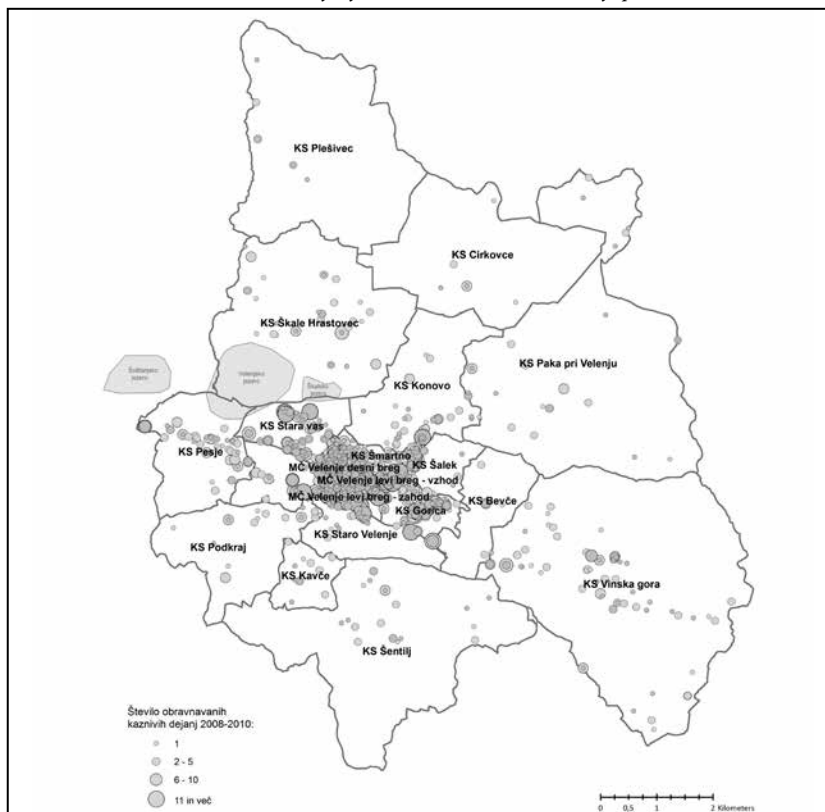 KS Plešivec
KS Cirkovce
KS Škale Hrastovec
KS Paka pri Velenju
Velenjsko
jezero
KS Konovo
KS Stara vas
KS Pesje
KS Šmartno
MČ Velenje desni breg
KS Šalek
MČ Velenje levi breg - vzhod
MČ Velenje levi breg - zahod
KS Bevče
KS Gorica
KS Staro Velenje
KS Podkraj
KS Kavče
KS Vinska gora
KS Šentilj
Število obravnavanih
kaznivih dejanj 2008-2010:
1
2 - 5
6 - 10
11 in več
0 0,5 1 2 Kilometers